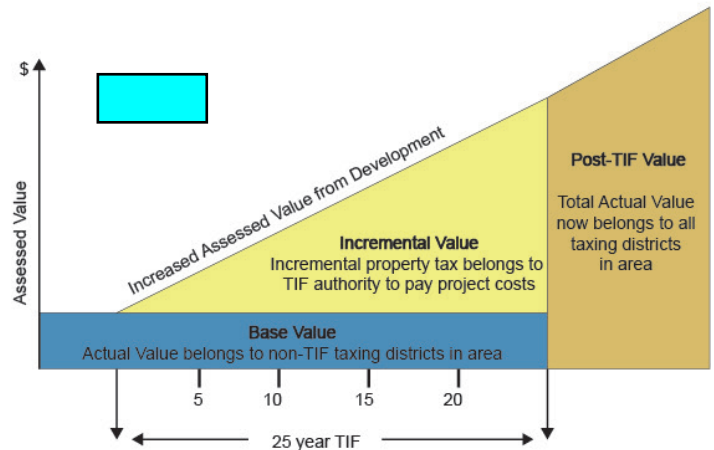 $
Assessed Value
Increased Assessed Value from Development
Post-TIF Value
Total Actual Value
now belongs to all
taxing districts
in area
Incremental Value
Incremental property tax belongs to
TIF authority to pay project costs
Base Value
Actual Value belongs to non-TIF taxing districts in area
5 10 15 20
25 year TIF